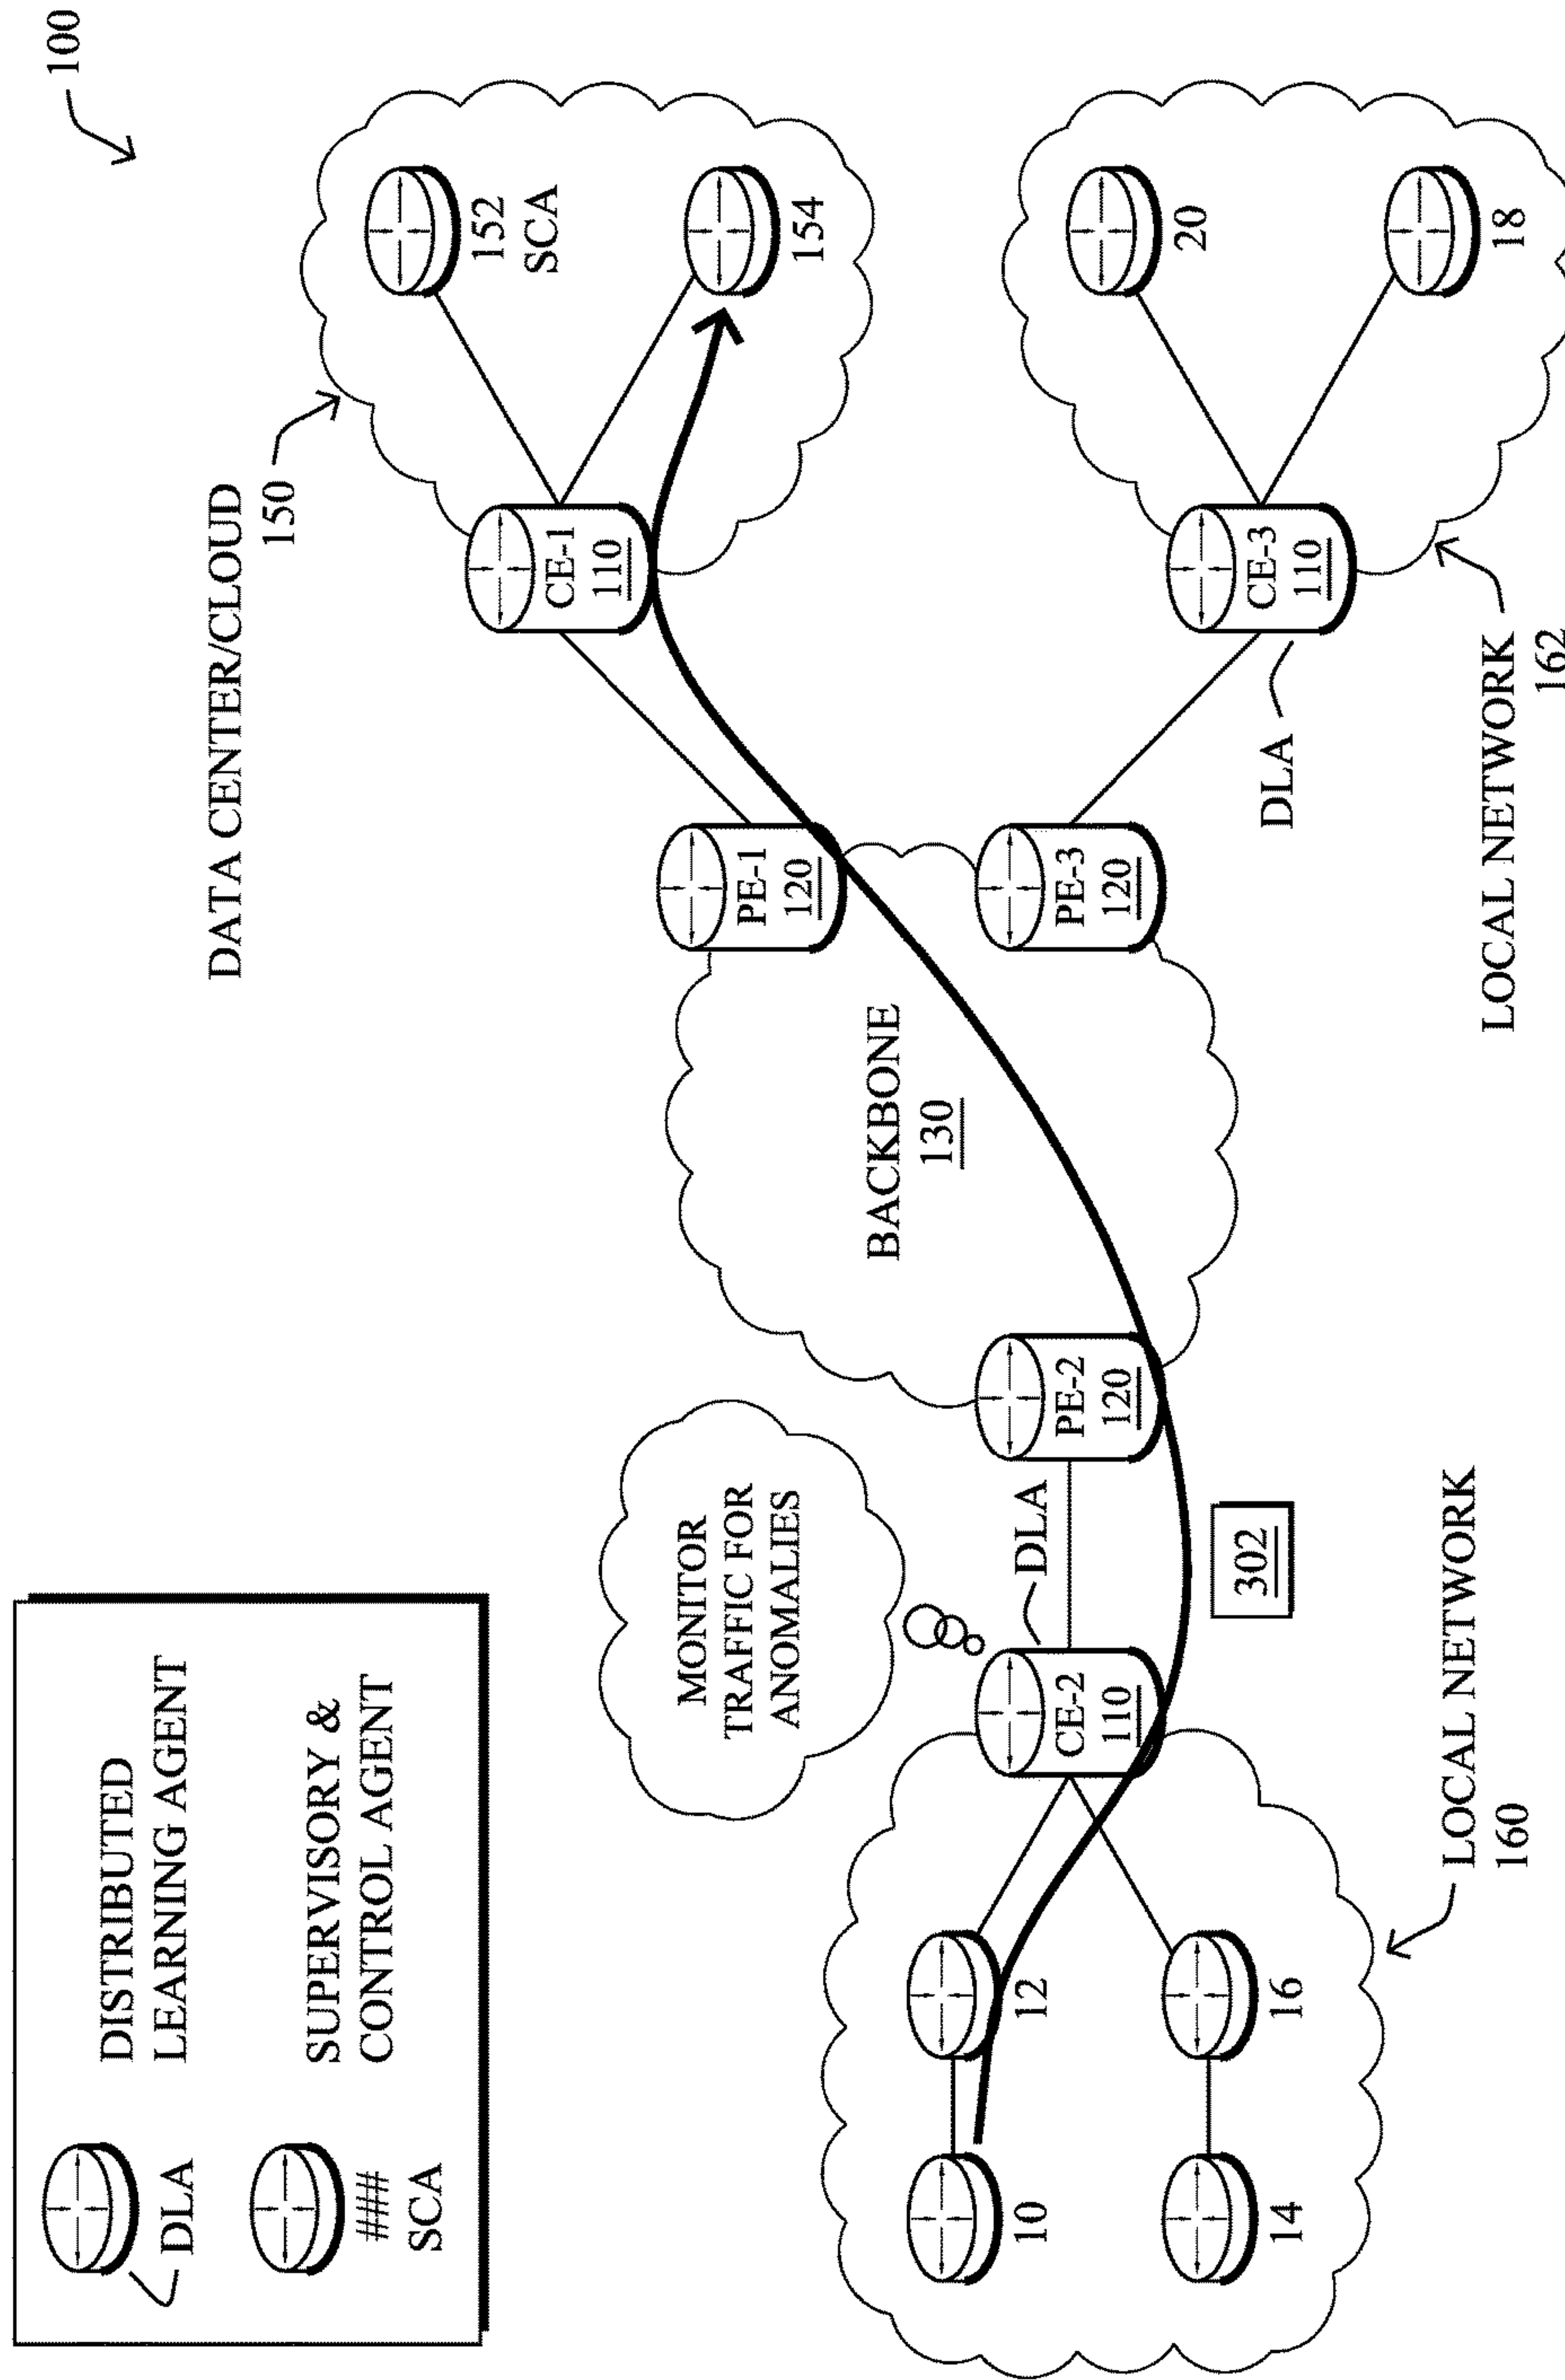 100
DISTRIBUTED
LEARNING AGENT
DLA
SUPERVISORY &
CONTROL AGENT
###
SCA
DATA CENTER/CLOUD
150
152
SCA
154
CE-1
110
PE-1
120
BACKBONE
130
MONITOR
TRAFFIC FOR
ANOMALIES
DLA
10
12
14
16
CE-2
110
PE-2
120
PE-3
120
302
LOCAL NETWORK
160
20
18
CE-3
110
DLA
LOCAL NETWORK
162